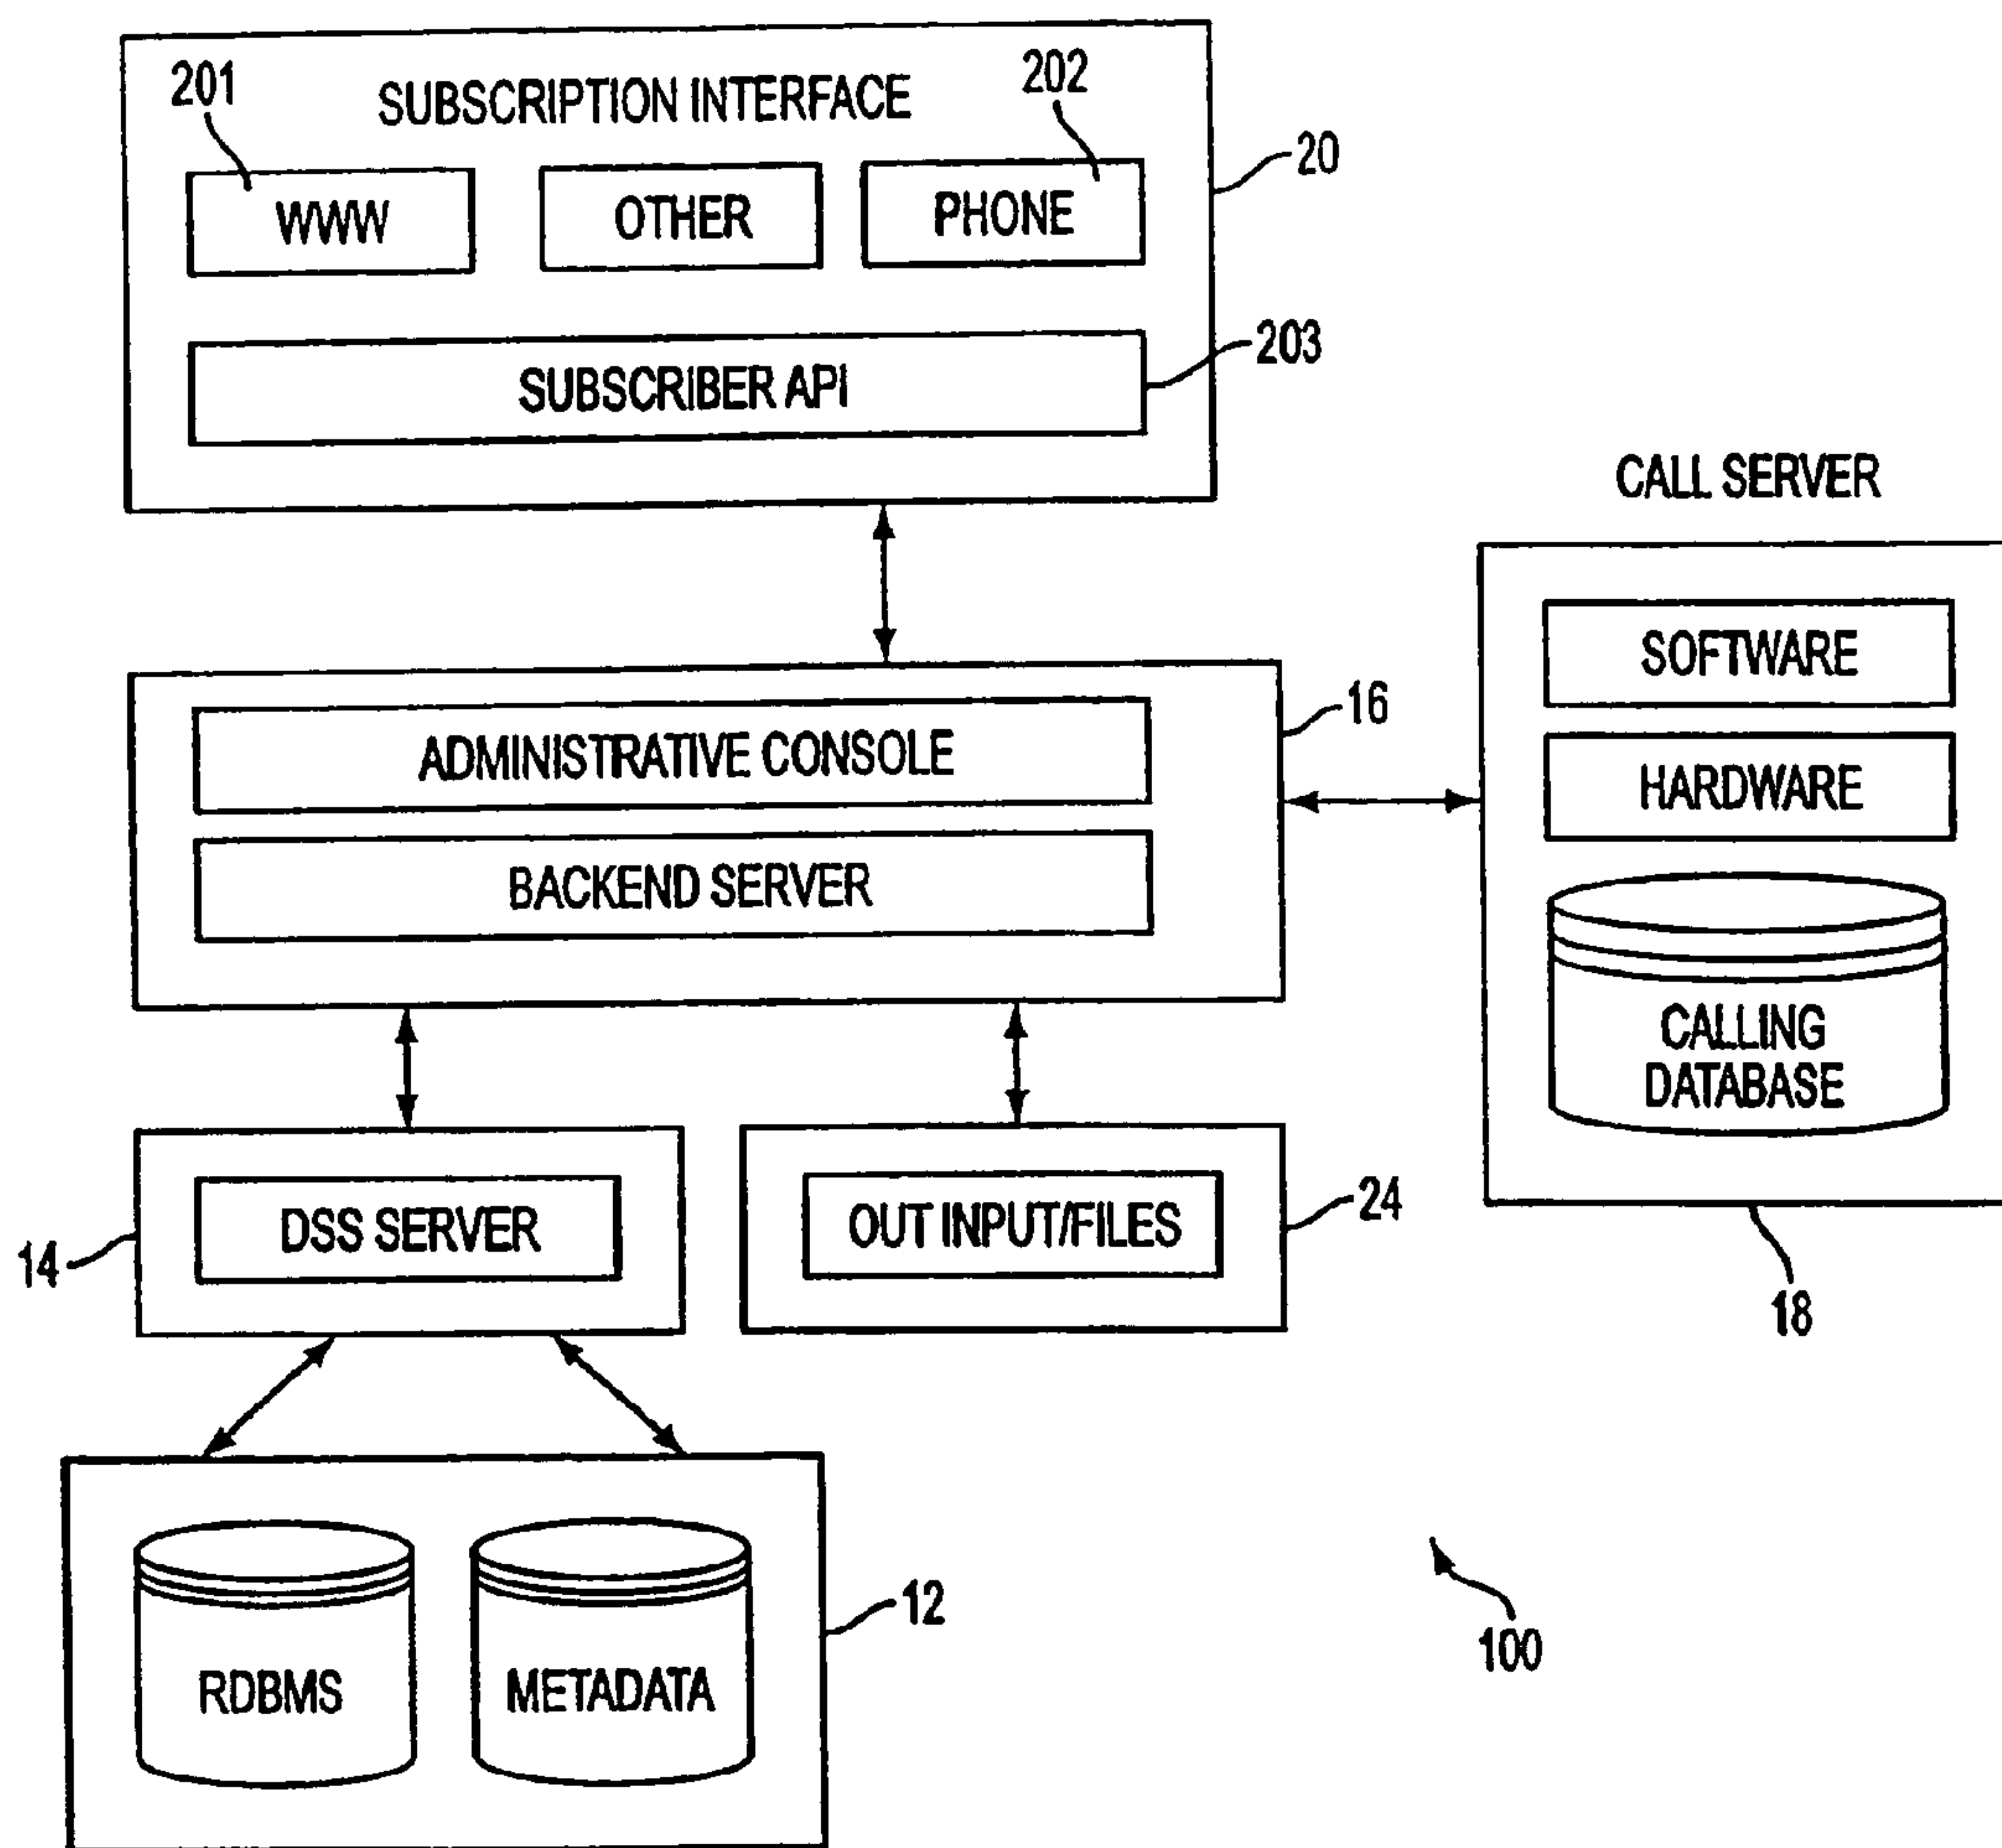 201
SUBSCRIPTION INTERFACE
202
20
WWW
OTHER
PHONE
203
SUBSCRIBER API
CALL SERVER
16
ADMINISTRATIVE CONSOLE
BACKEND SERVER
SOFTWARE
HARDWARE
CALLING
DATABASE
14
DSS SERVER
OUT INPUT/FILES
24
18
12
RDBMS
METADATA
100